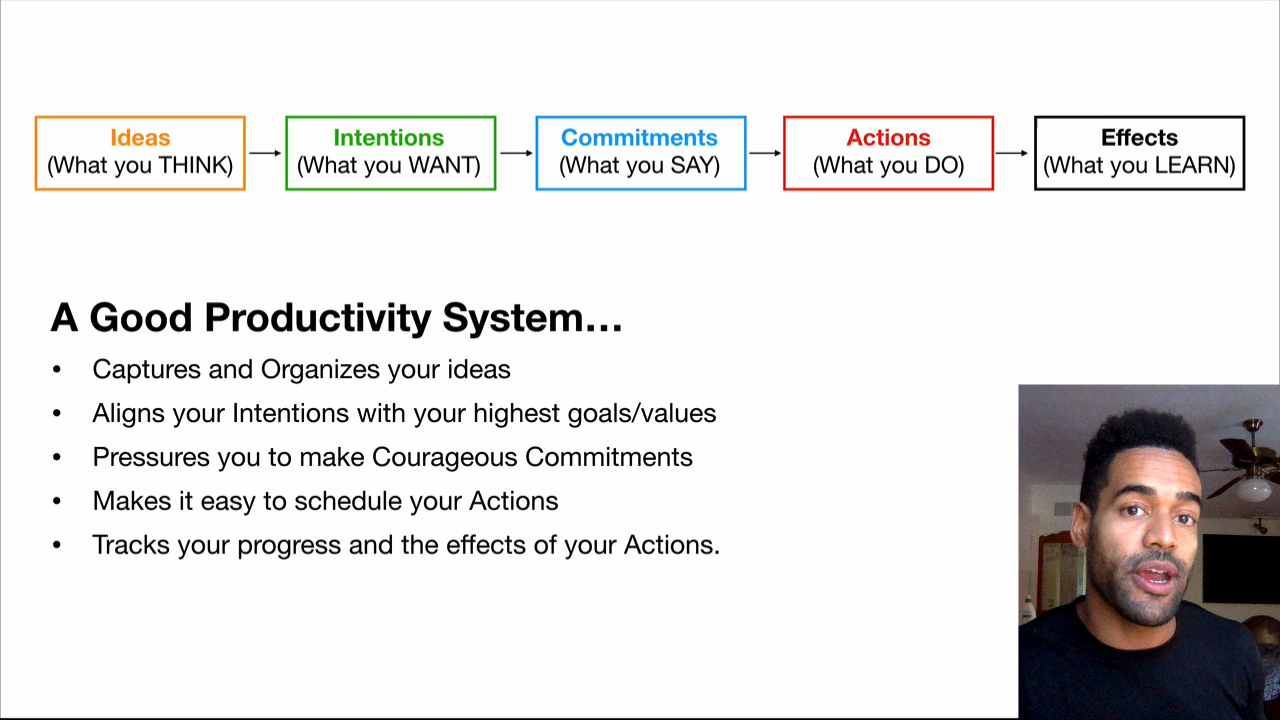 Ideas
(What you THINK)
Intentions
(What you WANT)
Commitments
(What you SAY)
Actions
(What you DO)
Effects
(What you LEARN)
A Good Productivity System…
• Captures and Organizes your ideas
• Aligns your Intentions with your highest goals/values
• Pressures you to make Courageous Commitments
• Makes it easy to schedule your Actions
• Tracks your progress and the effects of your Actions.